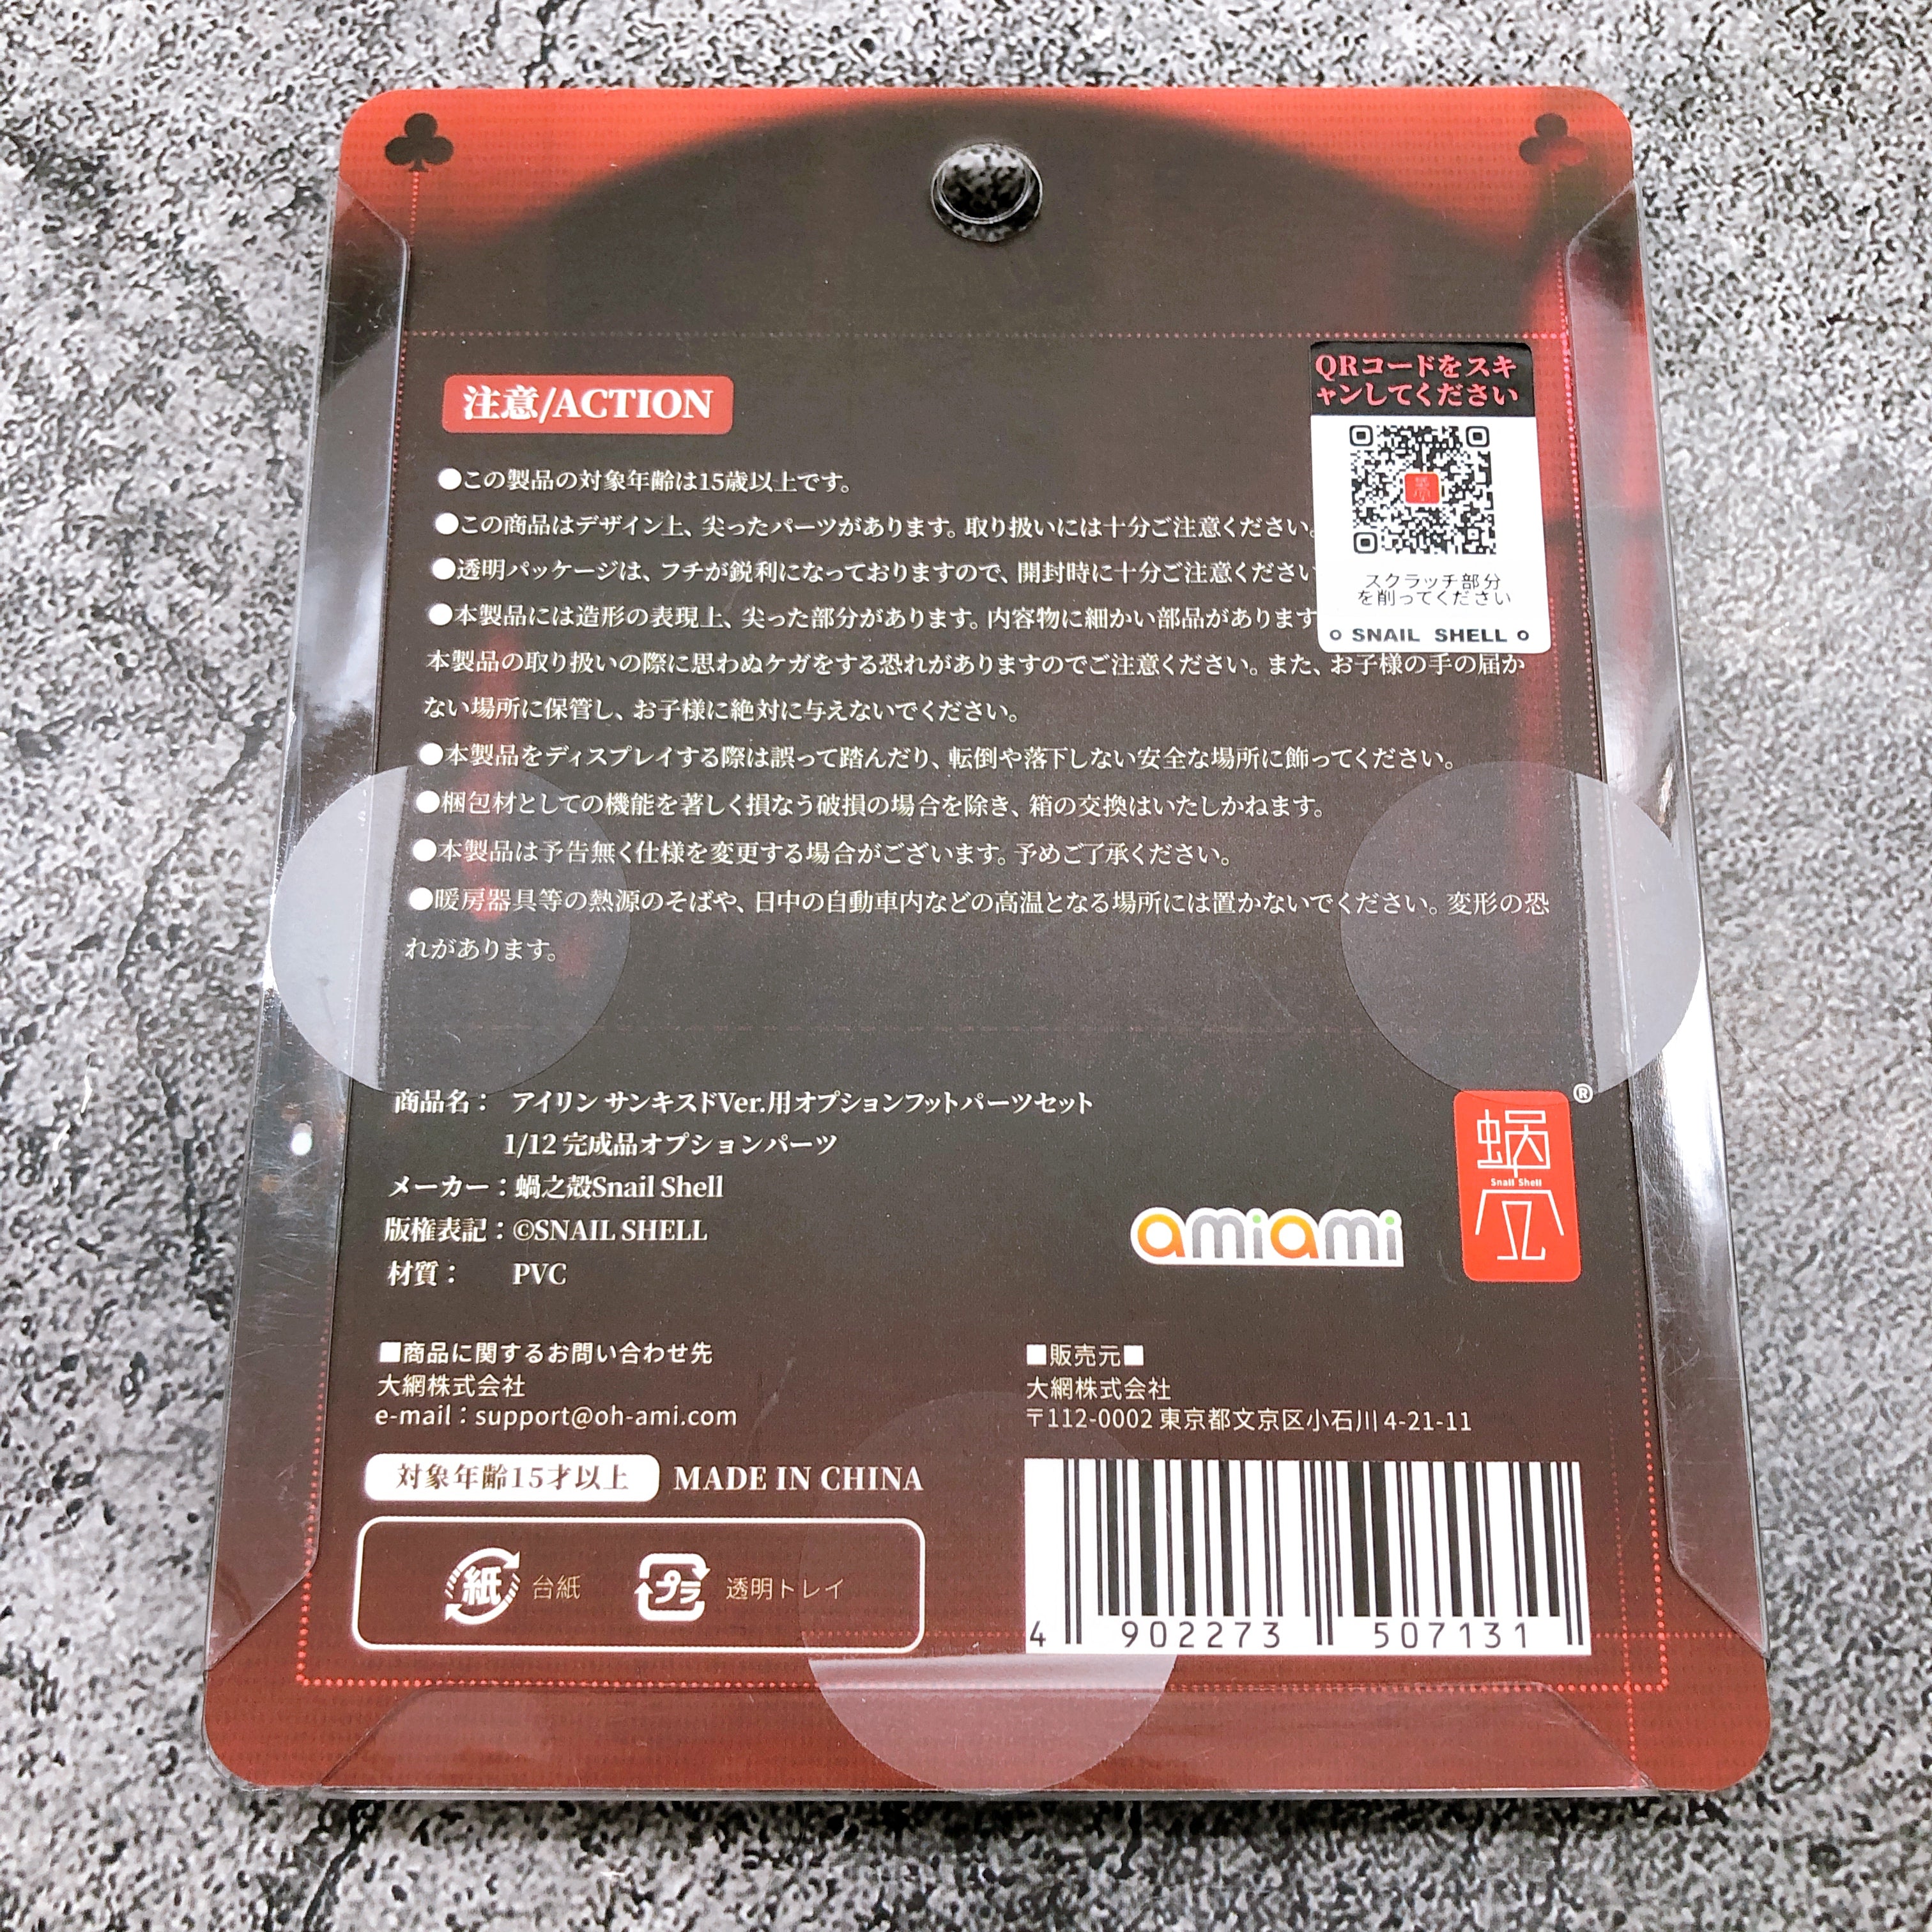 注意/ACTION
QRコードをスキ
ャンしてください
スクラッチ部分
を削ってください
SNAIL SHELL
●この製品の対象年齢は15歳以上です。
●この商品はデザイン上、尖ったパーツがあります。取り扱いには十分ご注意ください。
●透明パッケージは、フチが鋭利になっておりますので、開封時に十分ご注意ください
●本製品には造形の表現上、尖った部分があります。内容物に細かい部品があります
本製品の取り扱いの際に思わぬケガをする恐れがありますのでご注意ください。また、お子様の手の届か
ない場所に保管し、お子様に絶対に与えないでください。
●本製品をディスプレイする際は誤って踏んだり、転倒や落下しない安全な場所に飾ってください。
●梱包材としての機能を著しく損なう破損の場合を除き、箱の交換はいたしかねます。
●本製品は予告無く仕様を変更する場合がございます。予めご了承ください。
●暖房器具等の熱源のそばや、日中の自動車内などの高温となる場所には置かないでください。変形の恐
れがあります。
商品名： アイリン サンキスドVer.用オプションフットパーツセット
1/12 完成品オプションパーツ
メーカー：蝸之殻Snail Shell
版権表記：©SNAIL SHELL
材質： PVC
amiami
®
蝸
Snail Shell
■商品に関するお問い合わせ先
大網株式会社
e-mail：support@oh-ami.com
■販売元■
大網株式会社
〒112-0002 東京都文京区小石川 4-21-11
対象年齢15才以上 MADE IN CHINA
紙 台紙 プラ 透明トレイ
4 902273 507131